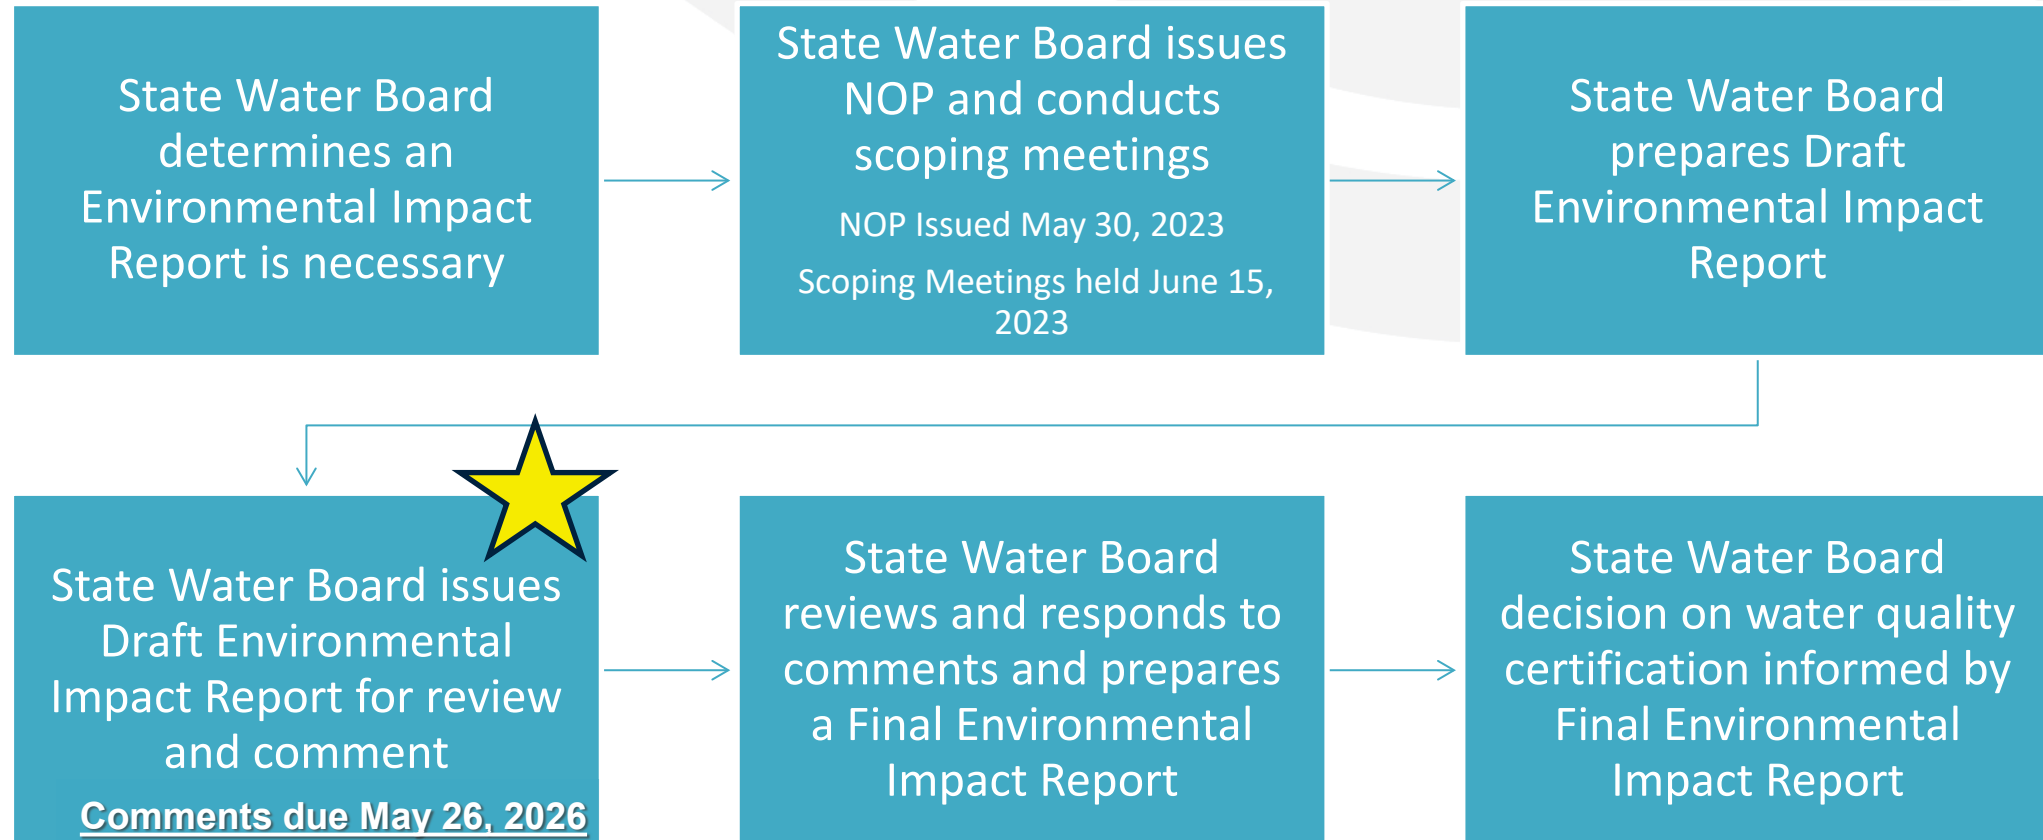 State Water Board
determines an
Environmental Impact
Report is necessary
State Water Board issues
NOP and conducts
scoping meetings
NOP Issued May 30, 2023
Scoping Meetings held June 15,
2023
State Water Board
prepares Draft
Environmental Impact
Report
State Water Board issues
Draft Environmental
Impact Report for review
and comment
Comments due May 26, 2026
State Water Board
reviews and responds to
comments and prepares
a Final Environmental
Impact Report
State Water Board
decision on water quality
certification informed by
Final Environmental
Impact Report